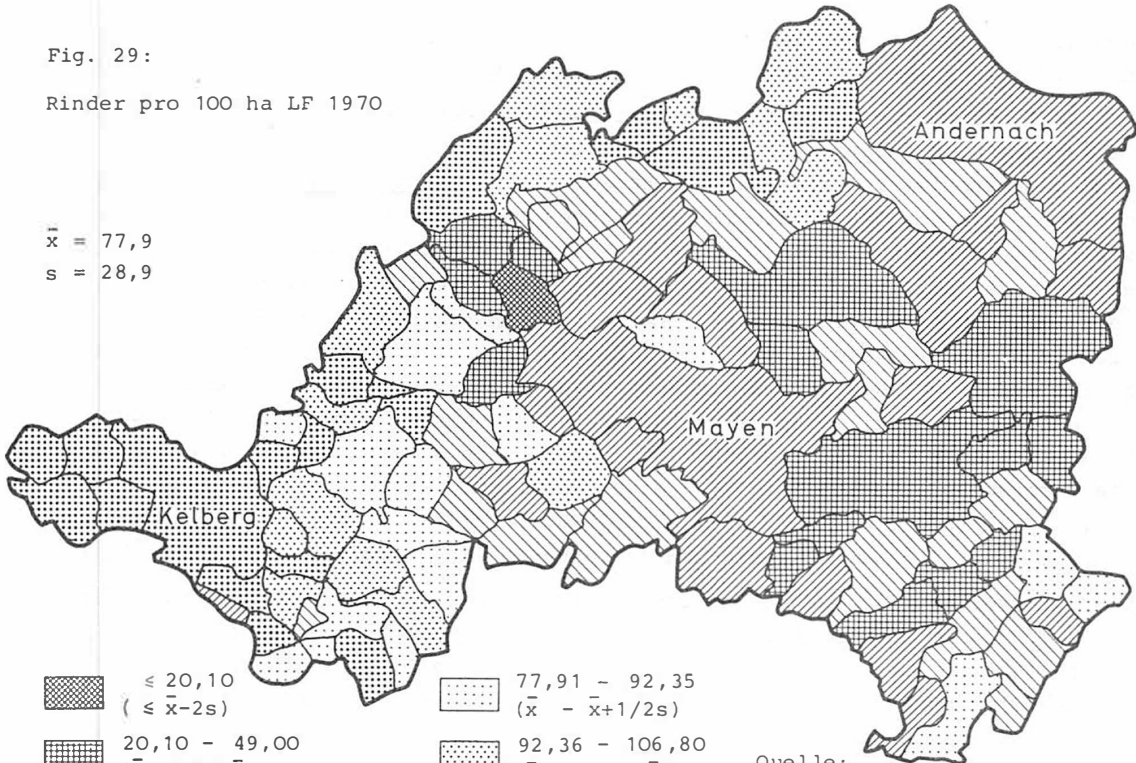 Fig. 29:
Rinder pro 100 ha LF 1970
Andernach
x̄ = 77,9
s = 28,9
Mayen
Kelberg
≤ 20,10
( ≤ x̄-2s)
77,91 - 92,35
(x̄ - x̄+1/2s)
20,10 - 49,00
92,36 - 106,80
Quelle: